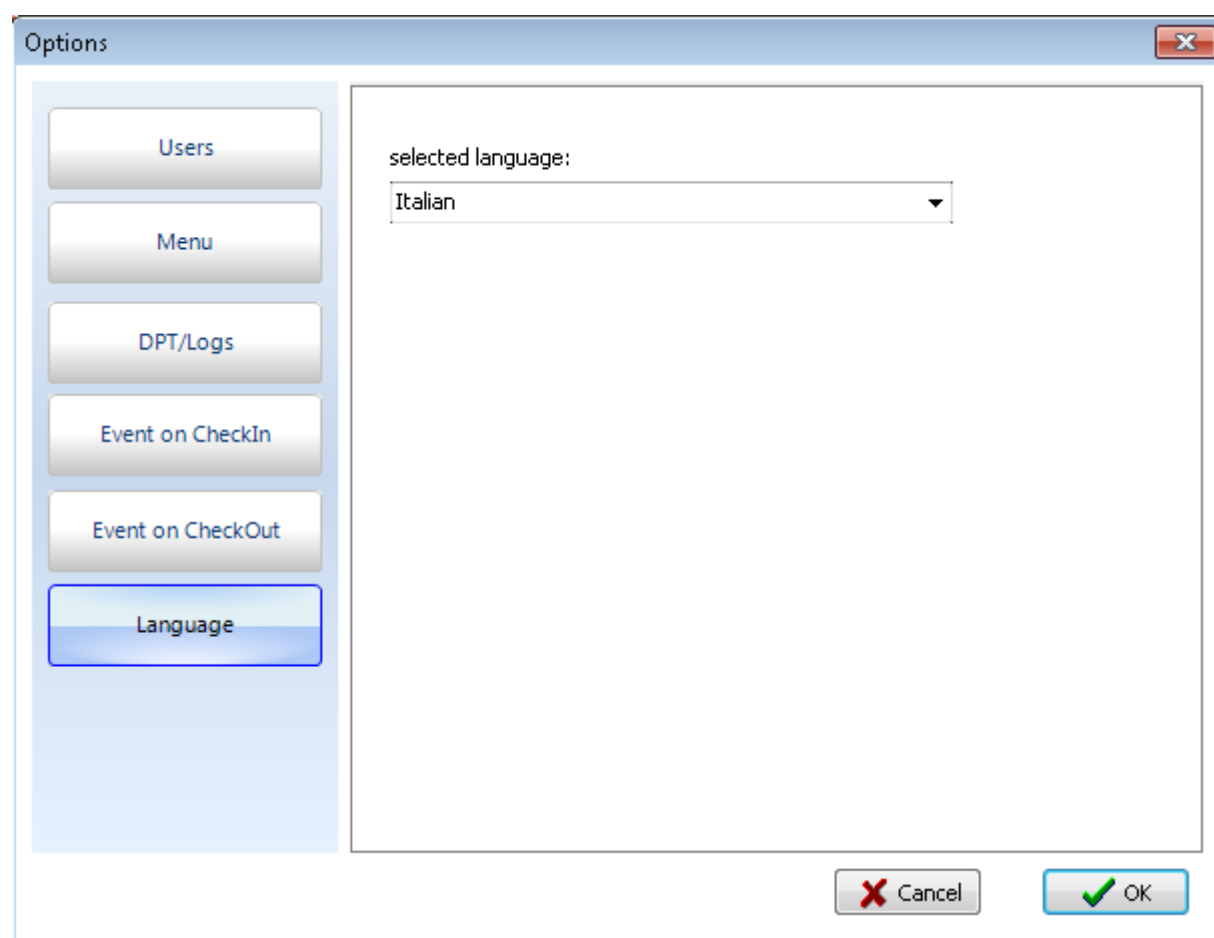 Options
Users
Menu
DPT/Logs
Event on CheckIn
Event on CheckOut
Language
selected language:
Italian
Cancel
OK